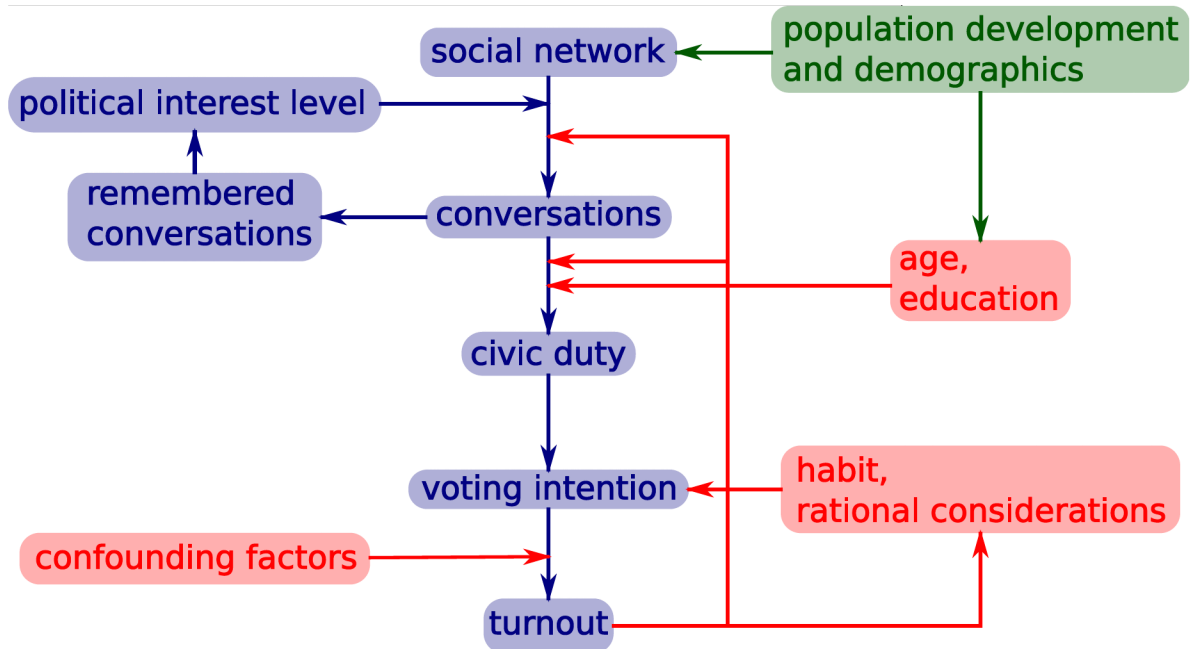 population development
and demographics
social network
political interest level
remembered
conversations
conversations
age,
education
civic duty
habit,
rational considerations
voting intention
confounding factors
turnout